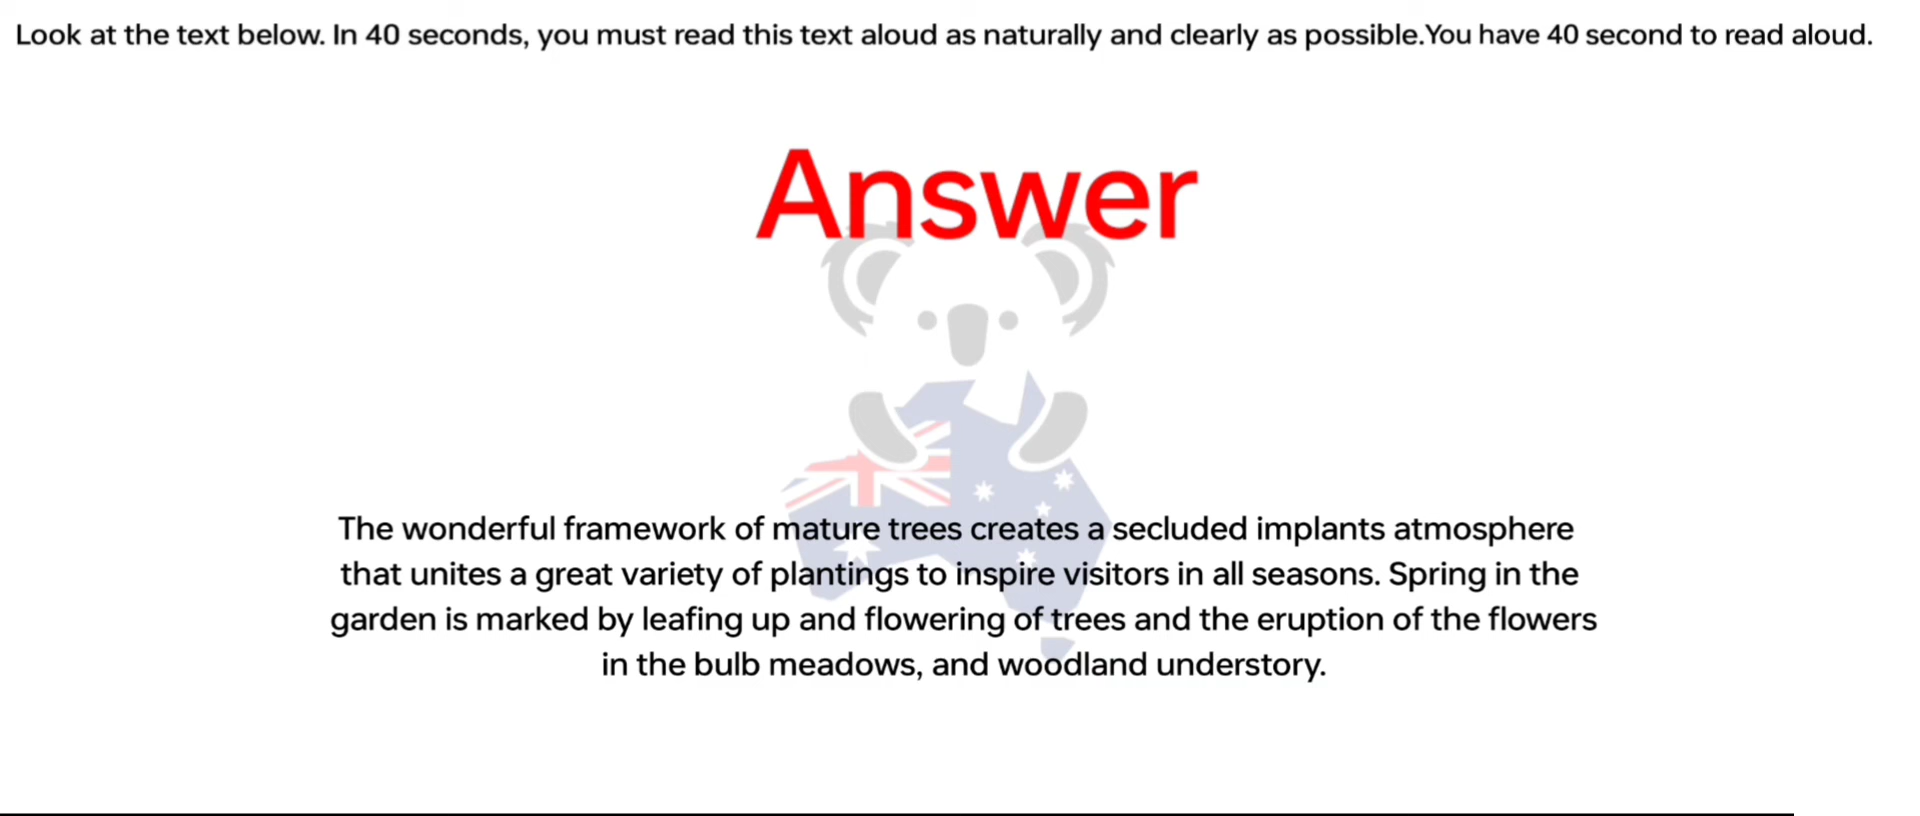 Look at the text below. In 40 seconds, you must read this text aloud as naturally and clearly as possible.You have 40 second to read aloud.
Answer
The wonderful framework of mature trees creates a secluded implants atmosphere
that unites a great variety of plantings to inspire visitors in all seasons. Spring in the
garden is marked by leafing up and flowering of trees and the eruption of the flowers
in the bulb meadows, and woodland understory.